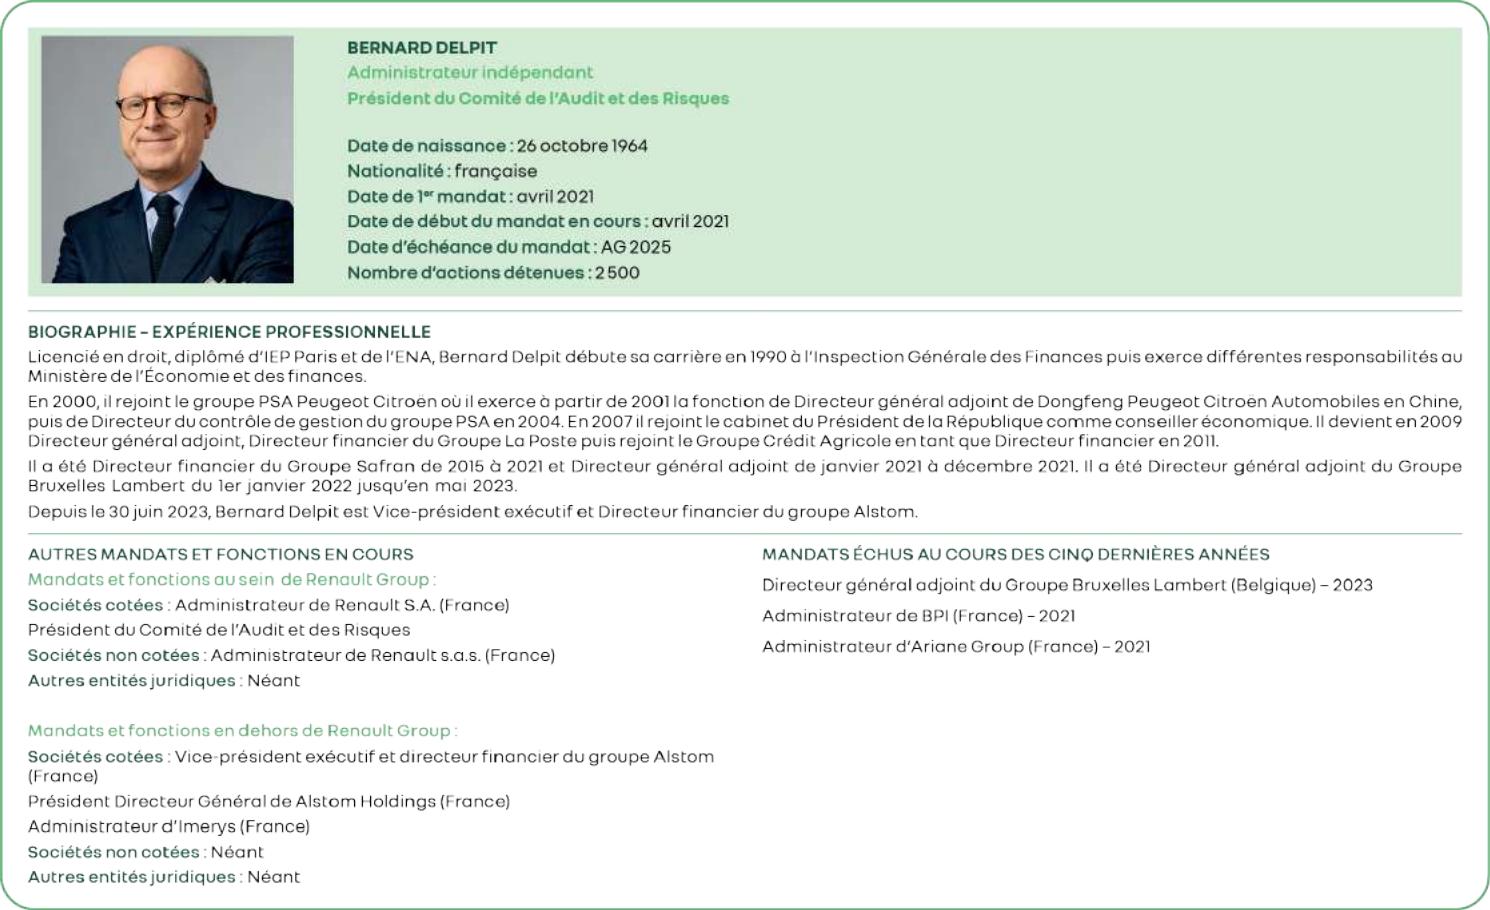 BERNARD DELPIT
Administrateur indépendant
Président du Comité de l'Audit et des Risques
Date de naissance : 26 octobre 1964
Nationalité : française
Date de 1er mandat : avril 2021
Date de début du mandat en cours : avril 2021
Date d'échéance du mandat : AG 2025
Nombre d'actions détenues : 2 500
BIOGRAPHIE – EXPÉRIENCE PROFESSIONNELLE
Licencié en droit, diplômé d'IEP Paris et de l'ENA, Bernard Delpit débute sa carrière en 1990 à l'Inspection Générale des Finances puis exerce différentes responsabilités au
Ministère de l'Économie et des finances.
En 2000, il rejoint le groupe PSA Peugeot Citroën où il exerce à partir de 2001 la fonction de Directeur général adjoint de Dongfeng Peugeot Citroën Automobiles en Chine,
puis de Directeur du contrôle de gestion du groupe PSA en 2004. En 2007 il rejoint le cabinet du Président de la République comme conseiller économique. Il devient en 2009
Directeur général adjoint, Directeur financier du Groupe La Poste puis rejoint le Groupe Crédit Agricole en tant que Directeur financier en 2011.
Il a été Directeur financier du Groupe Safran de 2015 à 2021 et Directeur général adjoint de janvier 2021 à décembre 2021. Il a été Directeur général adjoint du Groupe
Bruxelles Lambert du 1er janvier 2022 jusqu'en mai 2023.
Depuis le 30 juin 2023, Bernard Delpit est Vice-président exécutif et Directeur financier du groupe Alstom.
AUTRES MANDATS ET FONCTIONS EN COURS
Mandats et fonctions au sein de Renault Group :
Sociétés cotées : Administrateur de Renault S.A. (France)
Président du Comité de l'Audit et des Risques
Sociétés non cotées : Administrateur de Renault s.a.s. (France)
Autres entités juridiques : Néant
Mandats et fonctions en dehors de Renault Group :
Sociétés cotées : Vice-président exécutif et directeur financier du groupe Alstom
(France)
Président Directeur Général de Alstom Holdings (France)
Administrateur d'Imerys (France)
Sociétés non cotées : Néant
Autres entités juridiques : Néant
MANDATS ÉCHUS AU COURS DES CINQ DERNIÈRES ANNÉES
Directeur général adjoint du Groupe Bruxelles Lambert (Belgique) – 2023
Administrateur de BPI (France) – 2021
Administrateur d'Ariane Group (France) – 2021